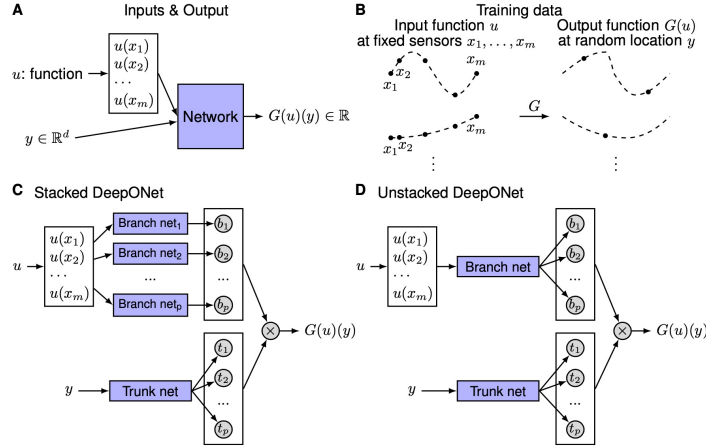 A Inputs & Output
u(x₁)
u(x₂)
...
u(xₘ)
u: function
Network
G(u)(y) ∈ ℝ
y ∈ ℝᵈ
B Training data
Input function u
at fixed sensors x₁, . . . , xₘ
Output function G(u)
at random location y
x₁ x₂ xₘ
G
x₁ x₂ xₘ
⋮ ⋮
C Stacked DeepONet
u
u(x₁)
u(x₂)
...
u(xₘ)
Branch net₁
Branch net₂
...
Branch netₚ
b₁
b₂
...
bₚ
× G(u)(y)
y
Trunk net
t₁
t₂
...
tₚ
D Unstacked DeepONet
u
u(x₁)
u(x₂)
...
u(xₘ)
Branch net
b₁
b₂
...
bₚ
× G(u)(y)
y
Trunk net
t₁
t₂
...
tₚ